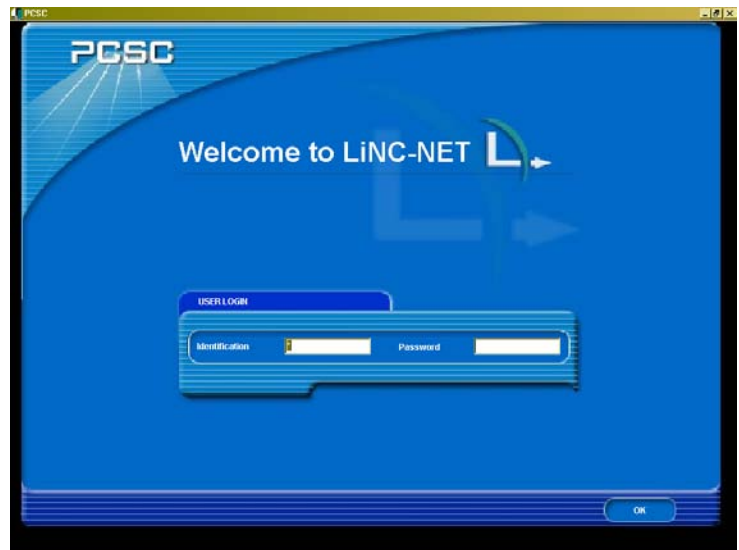 PCSC
PCSC
Welcome to LiNC-NET
USER LOGIN
Identification
Password
OK